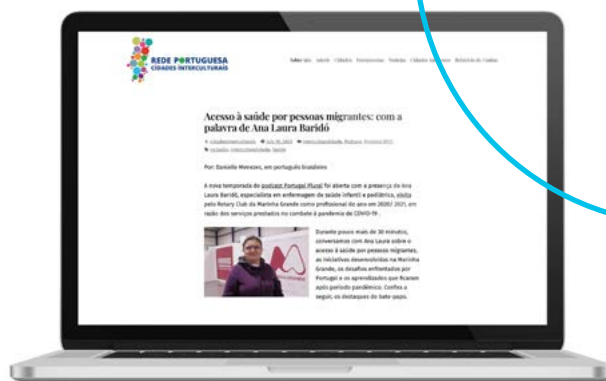 REDE PORTUGUESA
CIDADES INTERCULTURAIS
Sobre nós Cidades Ferramentas Notícias
Acesso à saúde por pessoas migrantes: com a
palavra de Ana Laura Baridó
Por: Danielle Menezes, em português brasileiro
A nova temporada do podcast Portugal Plural foi aberta com a presença de Ana
Laura Baridó, especialista em enfermagem de saúde infantil e pediátrica,
pelo Rotary Club da Marinha Grande como profissional do ano em 2020/ 2021, em
razão dos serviços prestados no combate à pandemia de COVID-19 .
Durante pouco mais de 30 minutos,
conversamos com Ana Laura sobre o
acesso à saúde por pessoas migrantes,
as iniciativas desenvolvidas na Marinha
Grande, os desafios enfrentados por
Portugal e os aprendizados que ficaram
após período pandêmico. Confira a
seguir, os destaques do bate-papo.